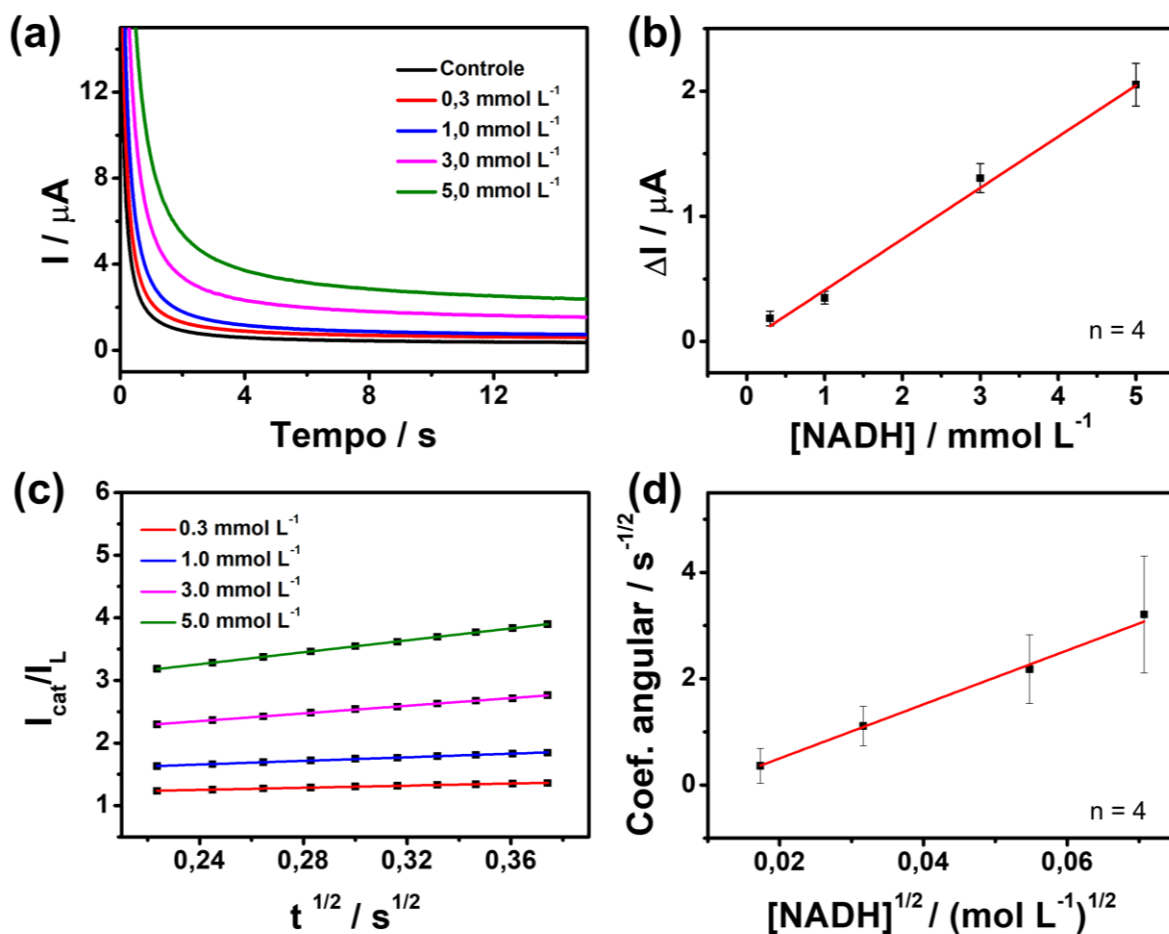 (a)
I / μA
12
8
4
0
Controle
0,3 mmol L⁻¹
1,0 mmol L⁻¹
3,0 mmol L⁻¹
5,0 mmol L⁻¹
0 4 8 12
Tempo / s
(b)
ΔI / μA
2
1
0
n = 4
0 1 2 3 4 5
[NADH] / mmol L⁻¹
(c)
I_cat/I_L
6
5
4
3
2
1
0.3 mmol L⁻¹
1.0 mmol L⁻¹
3.0 mmol L⁻¹
5.0 mmol L⁻¹
0,24 0,28 0,32 0,36
t ^1/2 / s^1/2
(d)
Coef. angular / s^-1/2
4
2
0
n = 4
0,02 0,04 0,06
[NADH]^1/2 / (mol L⁻¹)^1/2